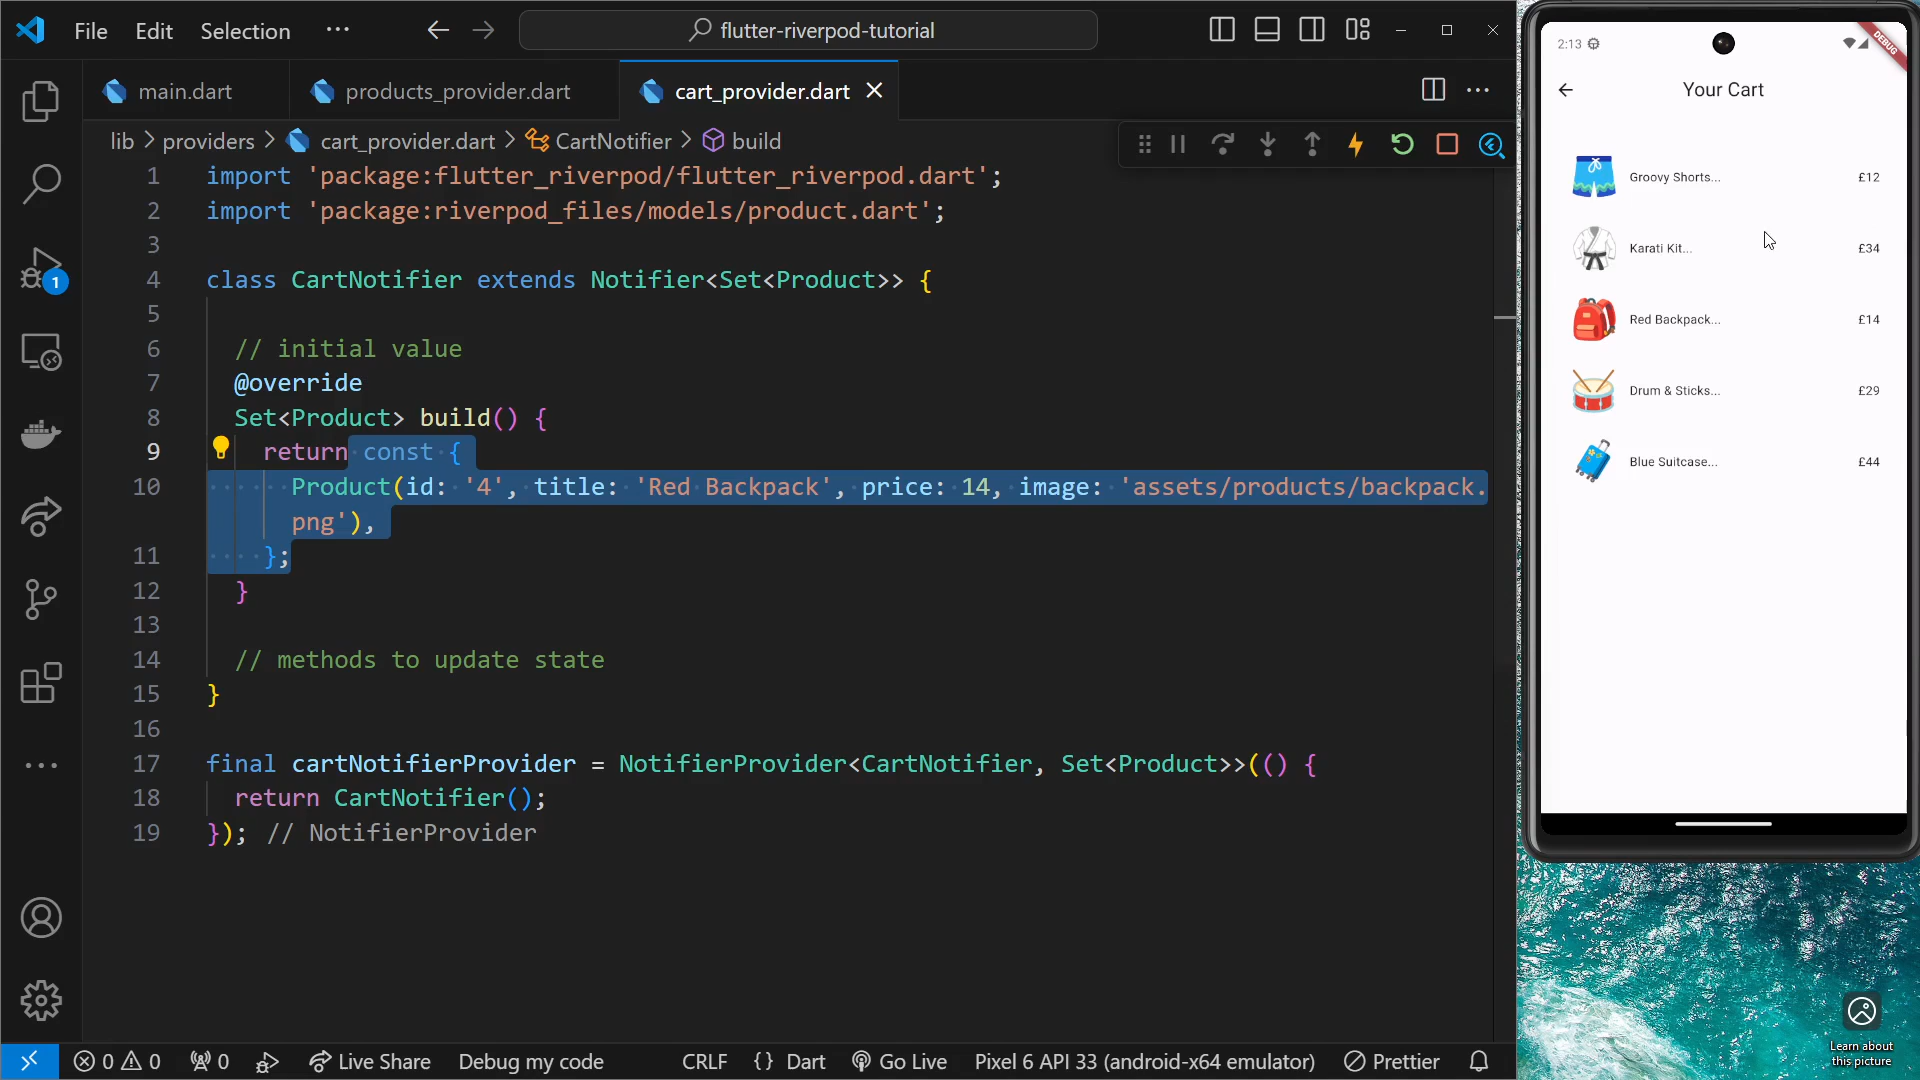 File Edit Selection ··· flutter-riverpod-tutorial
main.dart products_provider.dart cart_provider.dart
lib > providers > cart_provider.dart > CartNotifier > build
1 import 'package:flutter_riverpod/flutter_riverpod.dart';
2 import 'package:riverpod_files/models/product.dart';
3
4 class CartNotifier extends Notifier<Set<Product>> {
5
6 // initial value
7 @override
8 Set<Product> build() {
9 return const {
10 Product(id: '4', title: 'Red Backpack', price: 14, image: 'assets/products/backpack.
png'),
11 };
12 }
13
14 // methods to update state
15 }
16
17 final cartNotifierProvider = NotifierProvider<CartNotifier, Set<Product>>(() {
18 return CartNotifier();
19 }); // NotifierProvider
1
0 0 0 Live Share Debug my code CRLF {} Dart Go Live Pixel 6 API 33 (android-x64 emulator) Prettier
2:13
DEBUG
Your Cart
Groovy Shorts... £12
Karati Kit... £34
Red Backpack... £14
Drum & Sticks... £29
Blue Suitcase... £44
Learn about
this picture